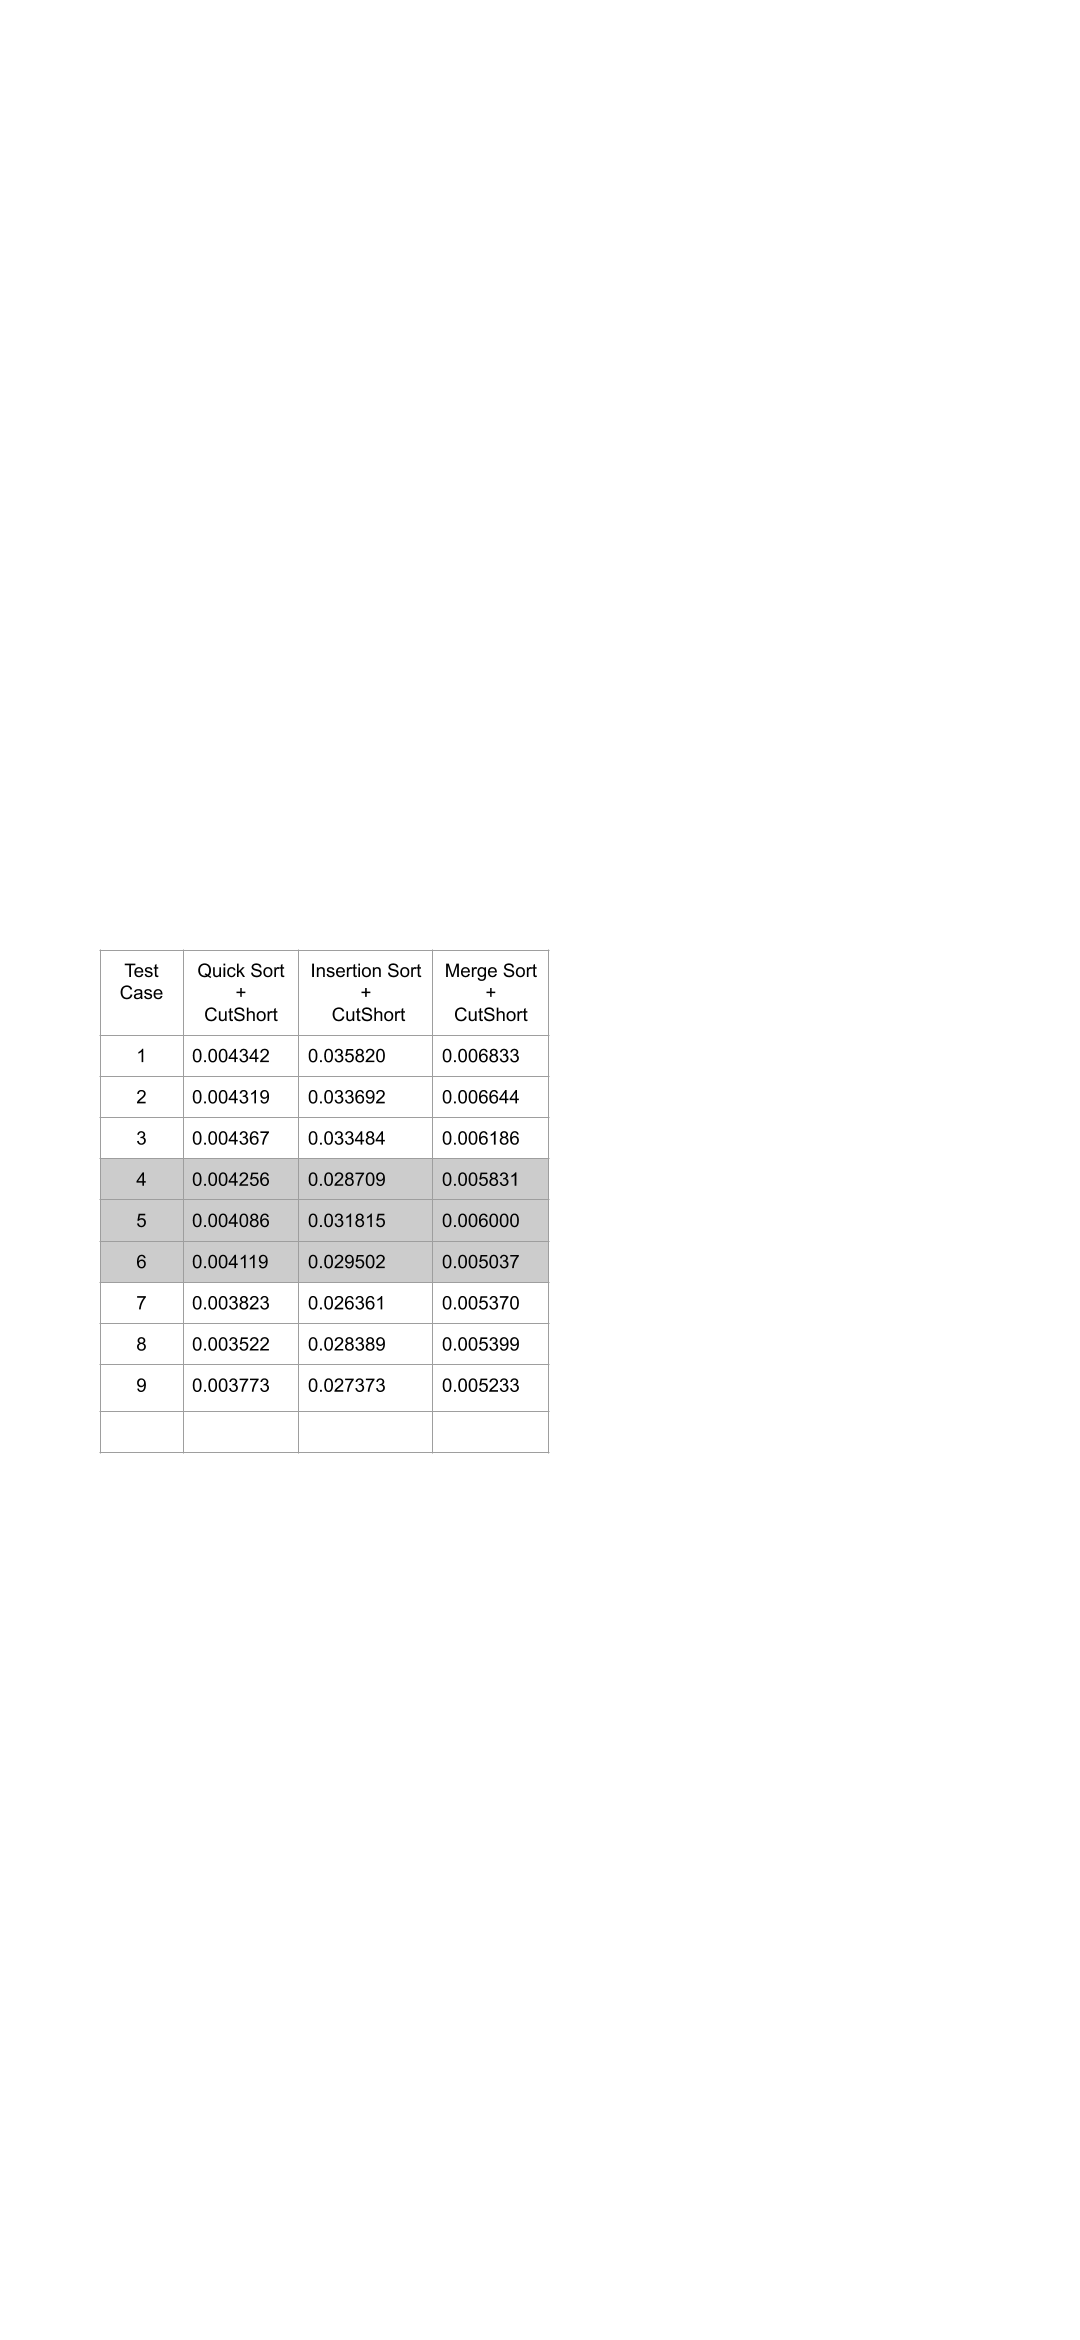 Test Case	Quick Sort + CutShort	Insertion Sort + CutShort	Merge Sort + CutShort
1	0.004342	0.035820	0.006833
2	0.004319	0.033692	0.006644
3	0.004367	0.033484	0.006186
4	0.004256	0.028709	0.005831
5	0.004086	0.031815	0.006000
6	0.004119	0.029502	0.005037
7	0.003823	0.026361	0.005370
8	0.003522	0.028389	0.005399
9	0.003773	0.027373	0.005233